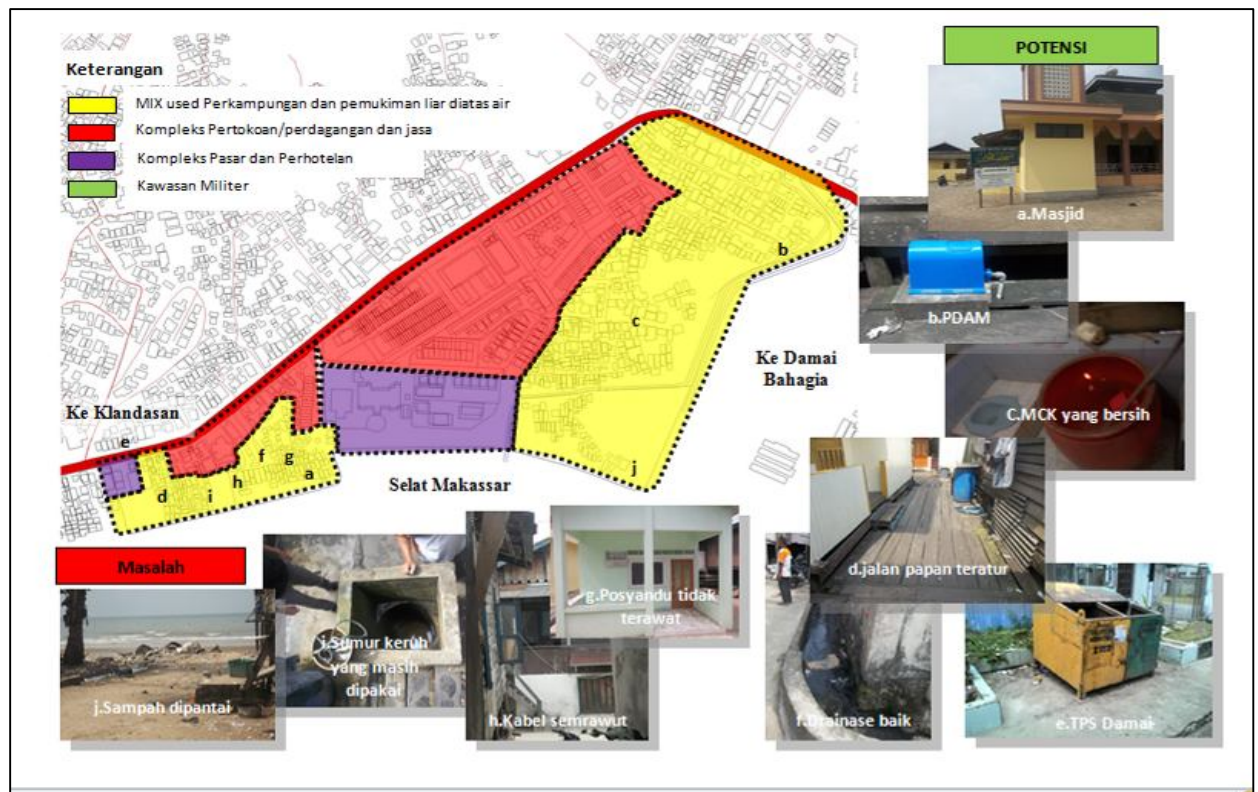 POTENSI
Keterangan
MIX used Perkampungan dan pemukiman liar diatas air
Kompleks Pertokoan/perdagangan dan jasa
Kompleks Pasar dan Perhotelan
Kawasan Militer
a.Masjid
b
b.PDAM
c
Ke Damai
Bahagia
Ke Klandasan
C.MCK yang bersih
e
f
g
a
h
d
i
j
Selat Makassar
d.jalan papan teratur
Masalah
g.Posyandu tidak
terawat
i.Sumur keruh
yang masih
dipakai
j.Sampah dipantai
h.Kabel semrawut
f.Drainase baik
e.TPS Damai